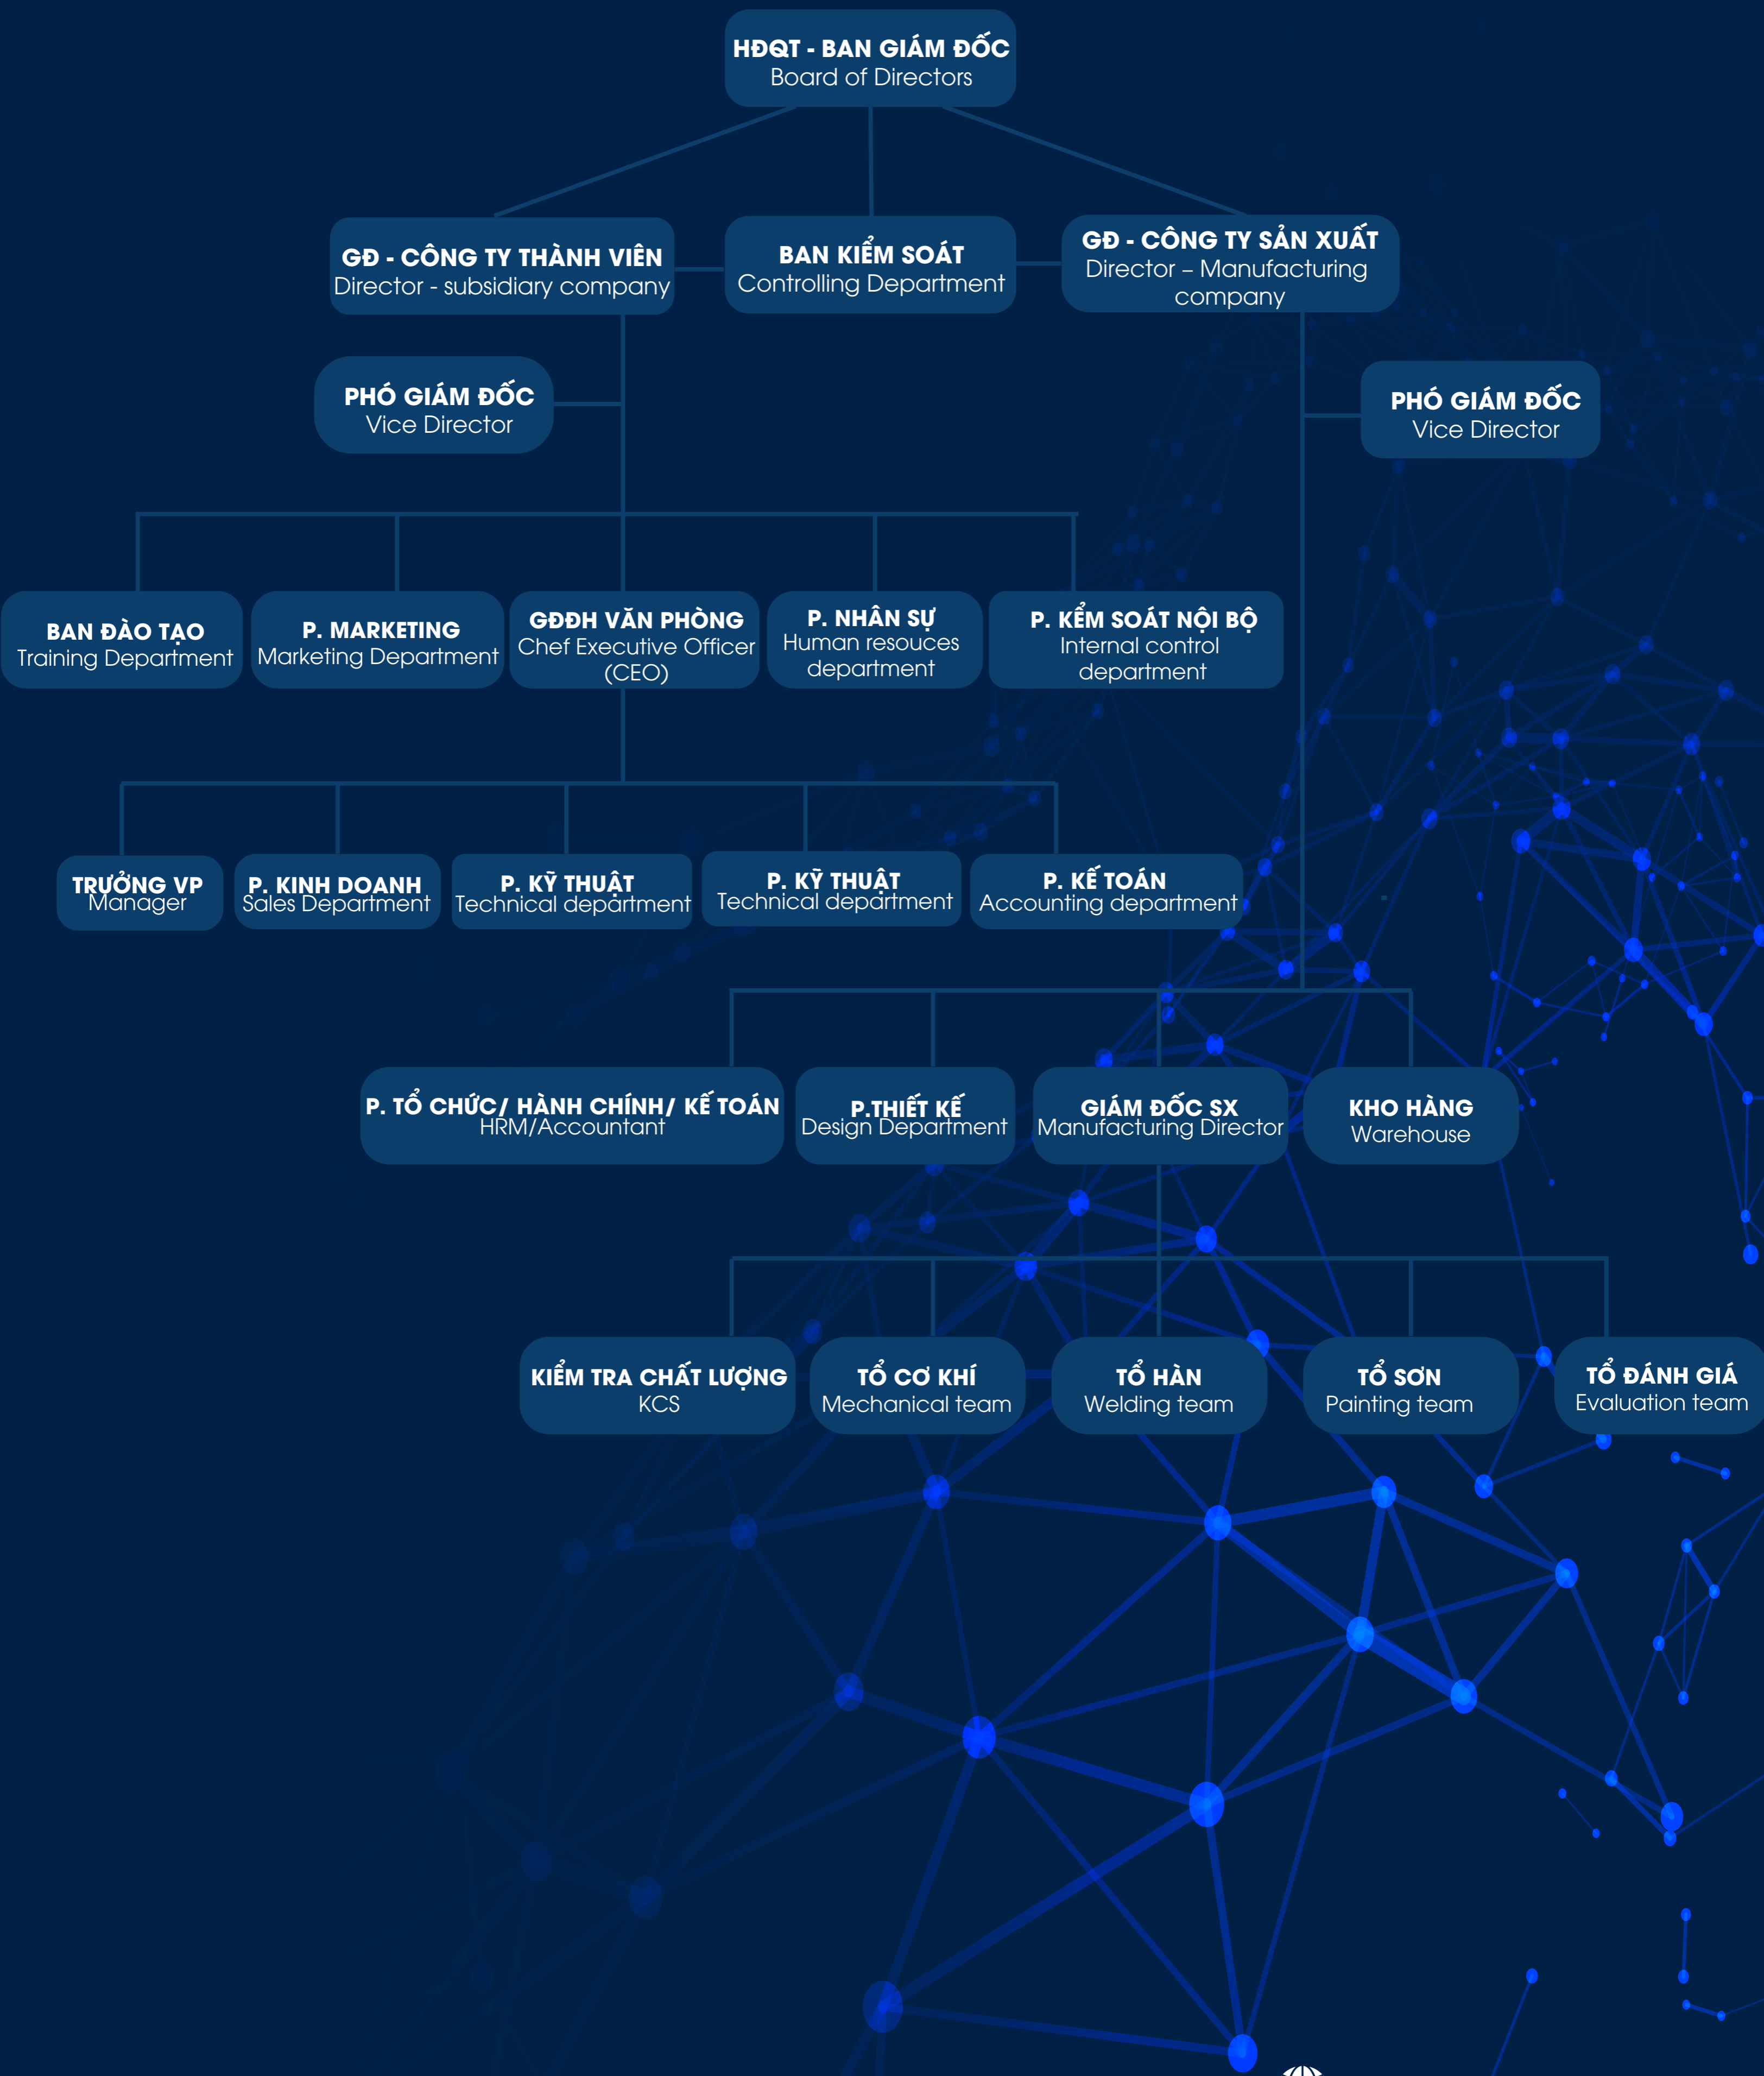 HĐQT - BAN GIÁM ĐỐC
Board of Directors
GĐ - CÔNG TY THÀNH VIÊN
Director - subsidiary company
BAN KIỂM SOÁT
Controlling Department
GĐ - CÔNG TY SẢN XUẤT
Director – Manufacturing
company
PHÓ GIÁM ĐỐC
Vice Director
PHÓ GIÁM ĐỐC
Vice Director
BAN ĐÀO TẠO
Training Department
P. MARKETING
Marketing Department
GĐĐH VĂN PHÒNG
Chef Executive Officer
(CEO)
P. NHÂN SỰ
Human resouces
department
P. KỂM SOÁT NỘI BỘ
Internal control
department
TRƯỞNG VP
Manager
P. KINH DOANH
Sales Department
P. KỸ THUẬT
Technical department
P. KỸ THUẬT
Technical department
P. KẾ TOÁN
Accounting department
P. TỔ CHỨC/ HÀNH CHÍNH/ KẾ TOÁN
HRM/Accountant
P.THIẾT KẾ
Design Department
GIÁM ĐỐC SX
Manufacturing Director
KHO HÀNG
Warehouse
KIỂM TRA CHẤT LƯỢNG
KCS
TỔ CƠ KHÍ
Mechanical team
TỔ HÀN
Welding team
TỔ SƠN
Painting team
TỔ ĐÁNH GIÁ
Evaluation team